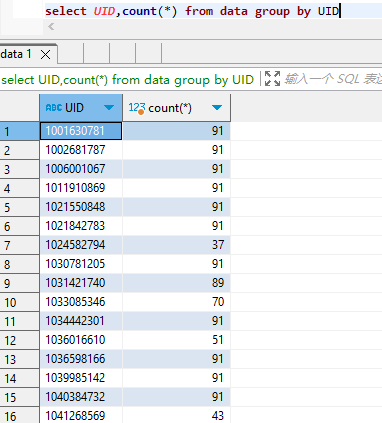 select UID,count(*) from data group by UID
data 1
select UID,count(*) from data group by UID 输入一个 SQL 表达
ABC UID 123 count(*)
1 1001630781 91
2 1002681787 91
3 1006001067 91
4 1011910869 91
5 1021550848 91
6 1021842783 91
7 1024582794 37
8 1030781205 91
9 1031421740 89
10 1033085346 70
11 1034442301 91
12 1036016610 51
13 1036598166 91
14 1039985142 91
15 1040384732 91
16 1041268569 43